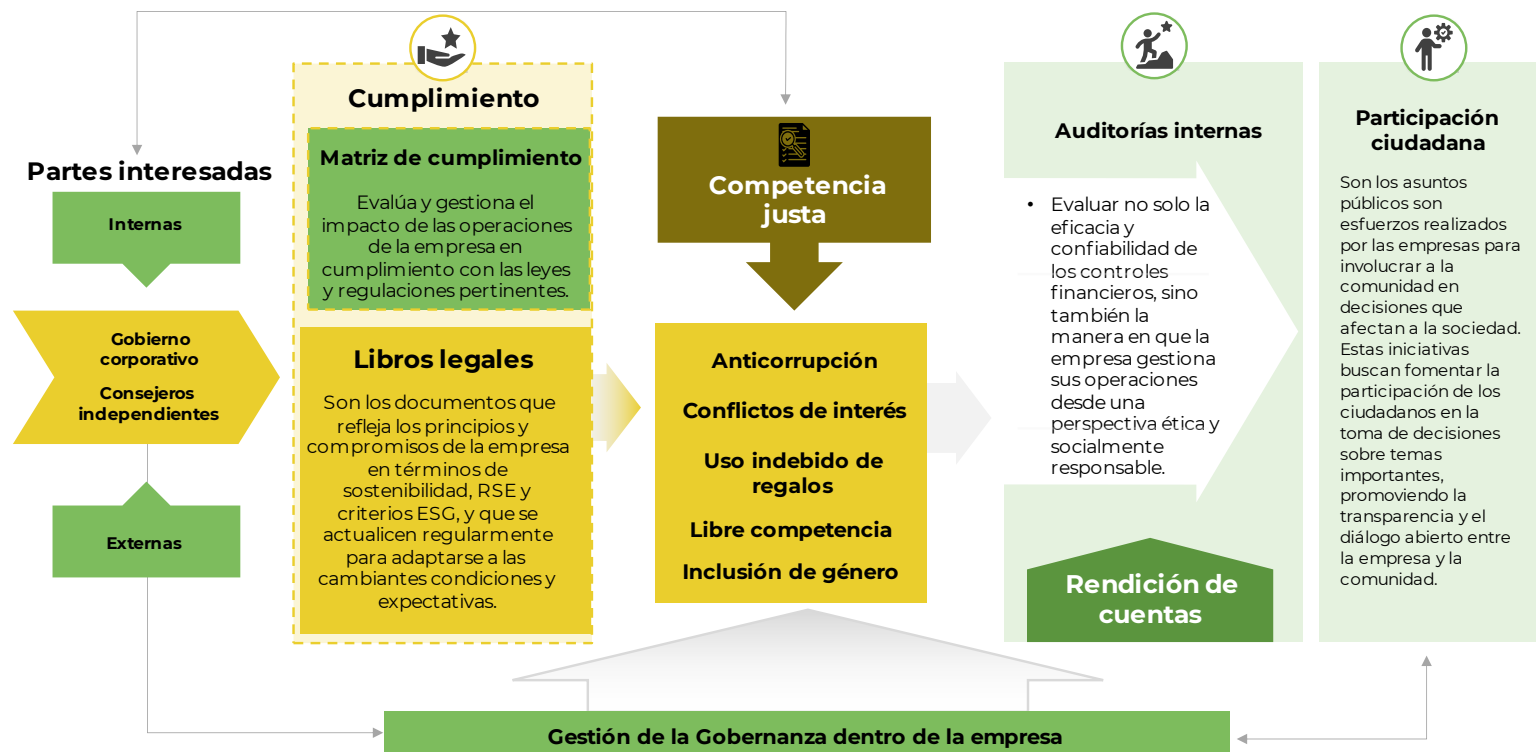 Partes interesadas
Internas
Gobierno
corporativo
Consejeros
independientes
Externas
Cumplimiento
Matriz de cumplimiento
Evalúa y gestiona el
impacto de las operaciones
de la empresa en
cumplimiento con las leyes
y regulaciones pertinentes.
Libros legales
Son los documentos que
refleja los principios y
compromisos de la empresa
en términos de
sostenibilidad, RSE y
criterios ESG, y que se
actualicen regularmente
para adaptarse a las
cambiantes condiciones y
expectativas.
Competencia
justa
Anticorrupción
Conflictos de interés
Uso indebido de
regalos
Libre competencia
Inclusión de género
Auditorías internas
• Evaluar no solo la
eficacia y
confiabilidad de
los controles
financieros, sino
también la
manera en que la
empresa gestiona
sus operaciones
desde una
perspectiva ética y
socialmente
responsable.
Rendición de
cuentas
Participación
ciudadana
Son los asuntos
públicos son
esfuerzos realizados
por las empresas para
involucrar a la
comunidad en
decisiones que
afectan a la sociedad.
Estas iniciativas
buscan fomentar la
participación de los
ciudadanos en la
toma de decisiones
sobre temas
importantes,
promoviendo la
transparencia y el
diálogo abierto entre
la empresa y la
comunidad.
Gestión de la Gobernanza dentro de la empresa